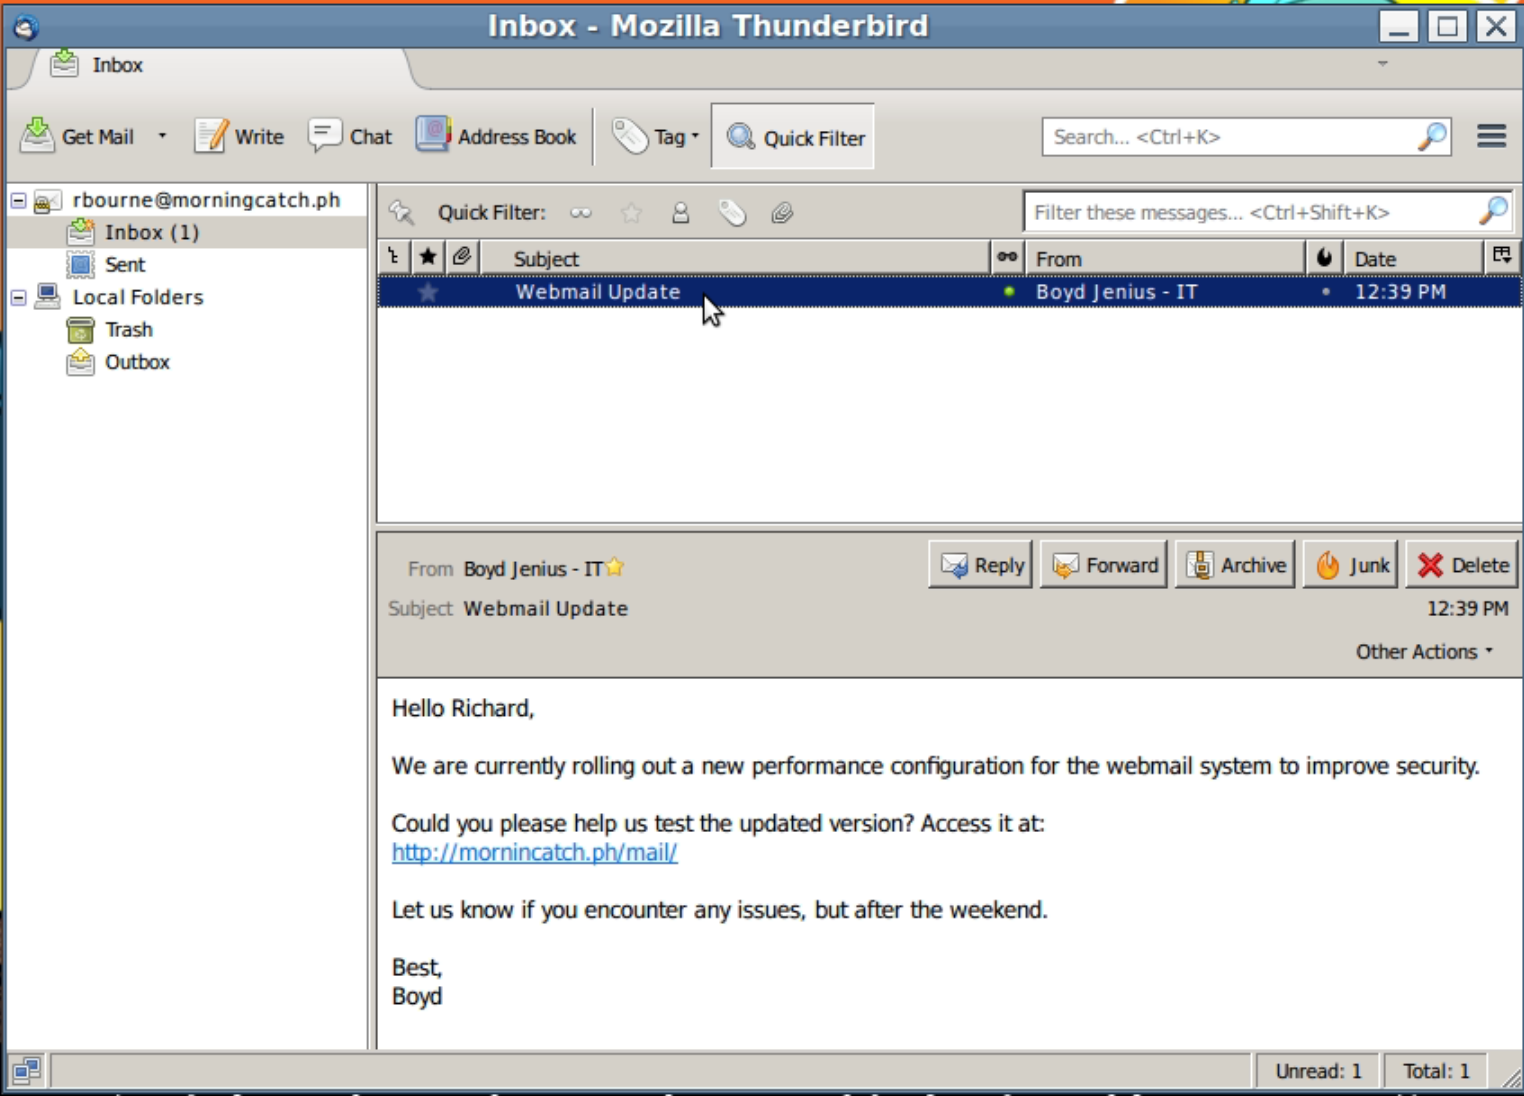 Inbox - Mozilla Thunderbird
Inbox
Get Mail Write Chat Address Book Tag Quick Filter Search... <Ctrl+K>
rbourne@morningcatch.ph
Inbox (1)
Sent
Local Folders
Trash
Outbox
Quick Filter: Filter these messages... <Ctrl+Shift+K>
Subject From Date
Webmail Update Boyd Jenius - IT 12:39 PM
From Boyd Jenius - IT
Reply Forward Archive Junk Delete
Subject Webmail Update 12:39 PM
Other Actions
Hello Richard,
We are currently rolling out a new performance configuration for the webmail system to improve security.
Could you please help us test the updated version? Access it at:
http://mornincatch.ph/mail/
Let us know if you encounter any issues, but after the weekend.
Best,
Boyd
Unread: 1 Total: 1